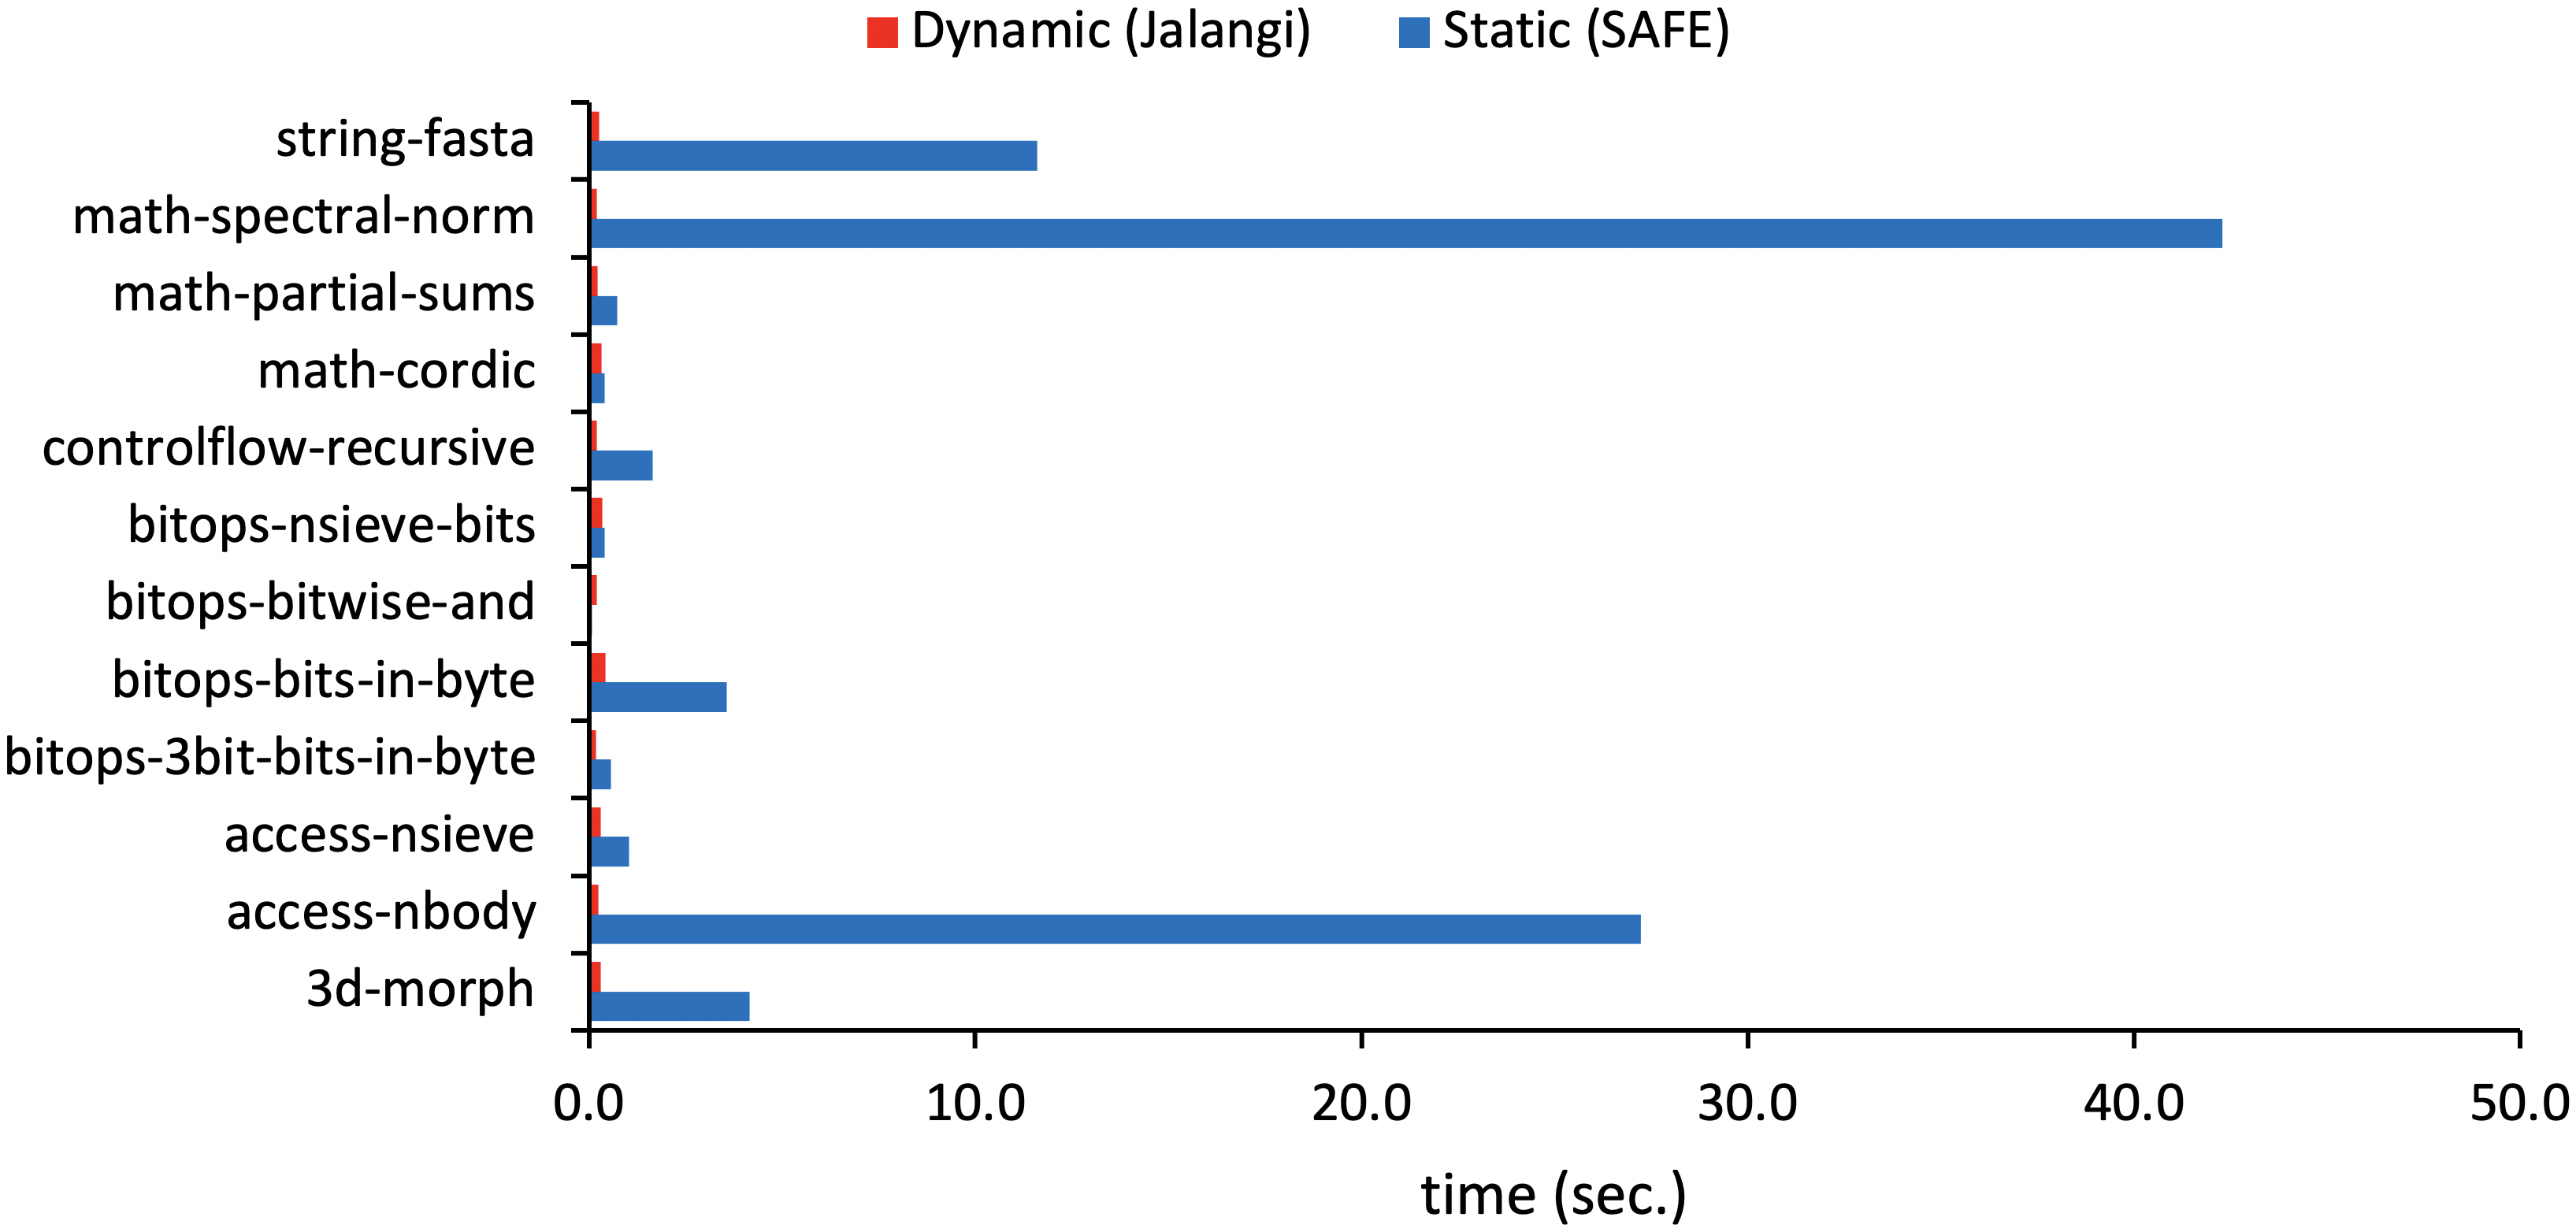 Dynamic (Jalangi) Static (SAFE)
string-fasta
math-spectral-norm
math-partial-sums
math-cordic
controlflow-recursive
bitops-nsieve-bits
bitops-bitwise-and
bitops-bits-in-byte
bitops-3bit-bits-in-byte
access-nsieve
access-nbody
3d-morph
0.0 10.0 20.0 30.0 40.0 50.0
time (sec.)